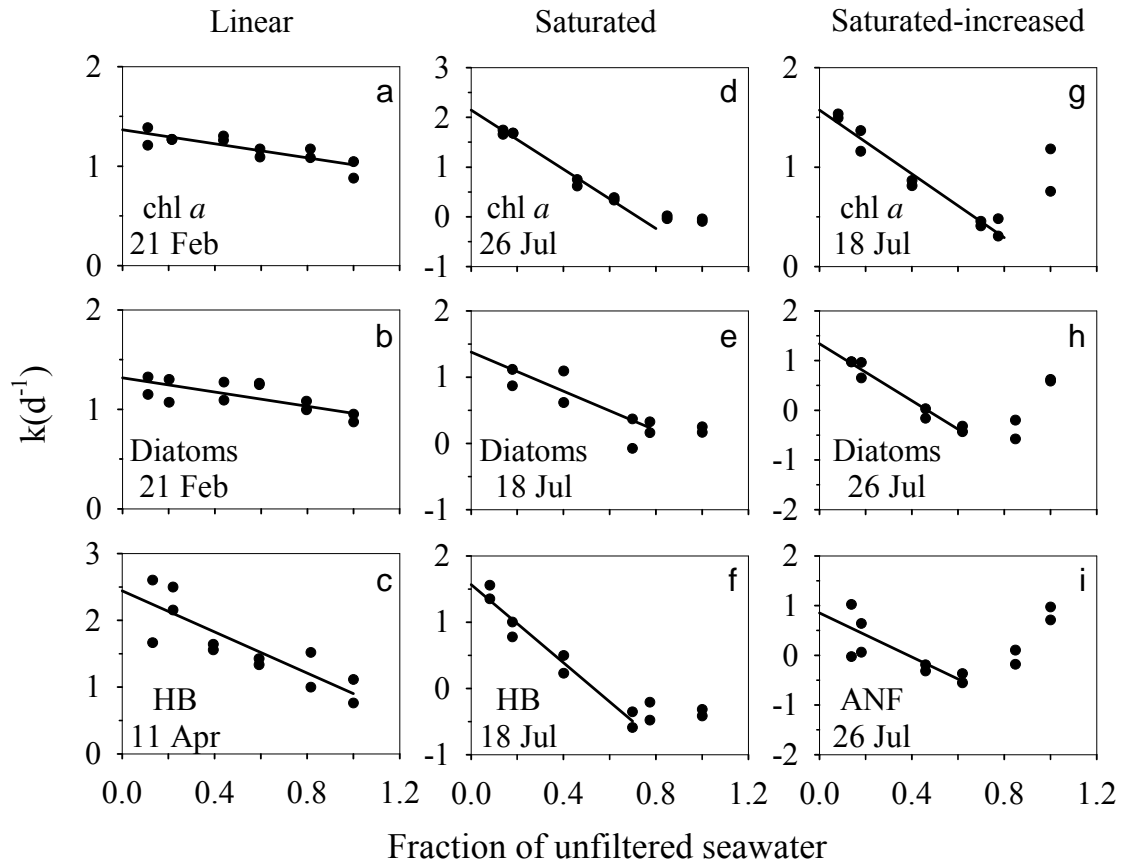 Linear
Saturated
Saturated-increased
k(d-1)
2
1
0
a
chl a
21 Feb
3
2
1
0
-1
d
chl a
26 Jul
2
1
0
g
chl a
18 Jul
2
1
0
b
Diatoms
21 Feb
2
1
0
-1
e
Diatoms
18 Jul
2
1
0
-1
-2
h
Diatoms
26 Jul
3
2
1
0
c
HB
11 Apr
2
1
0
-1
f
HB
18 Jul
2
1
0
-1
-2
i
ANF
26 Jul
0.0 0.4 0.8 1.2
0.0 0.4 0.8 1.2
0.0 0.4 0.8 1.2
Fraction of unfiltered seawater